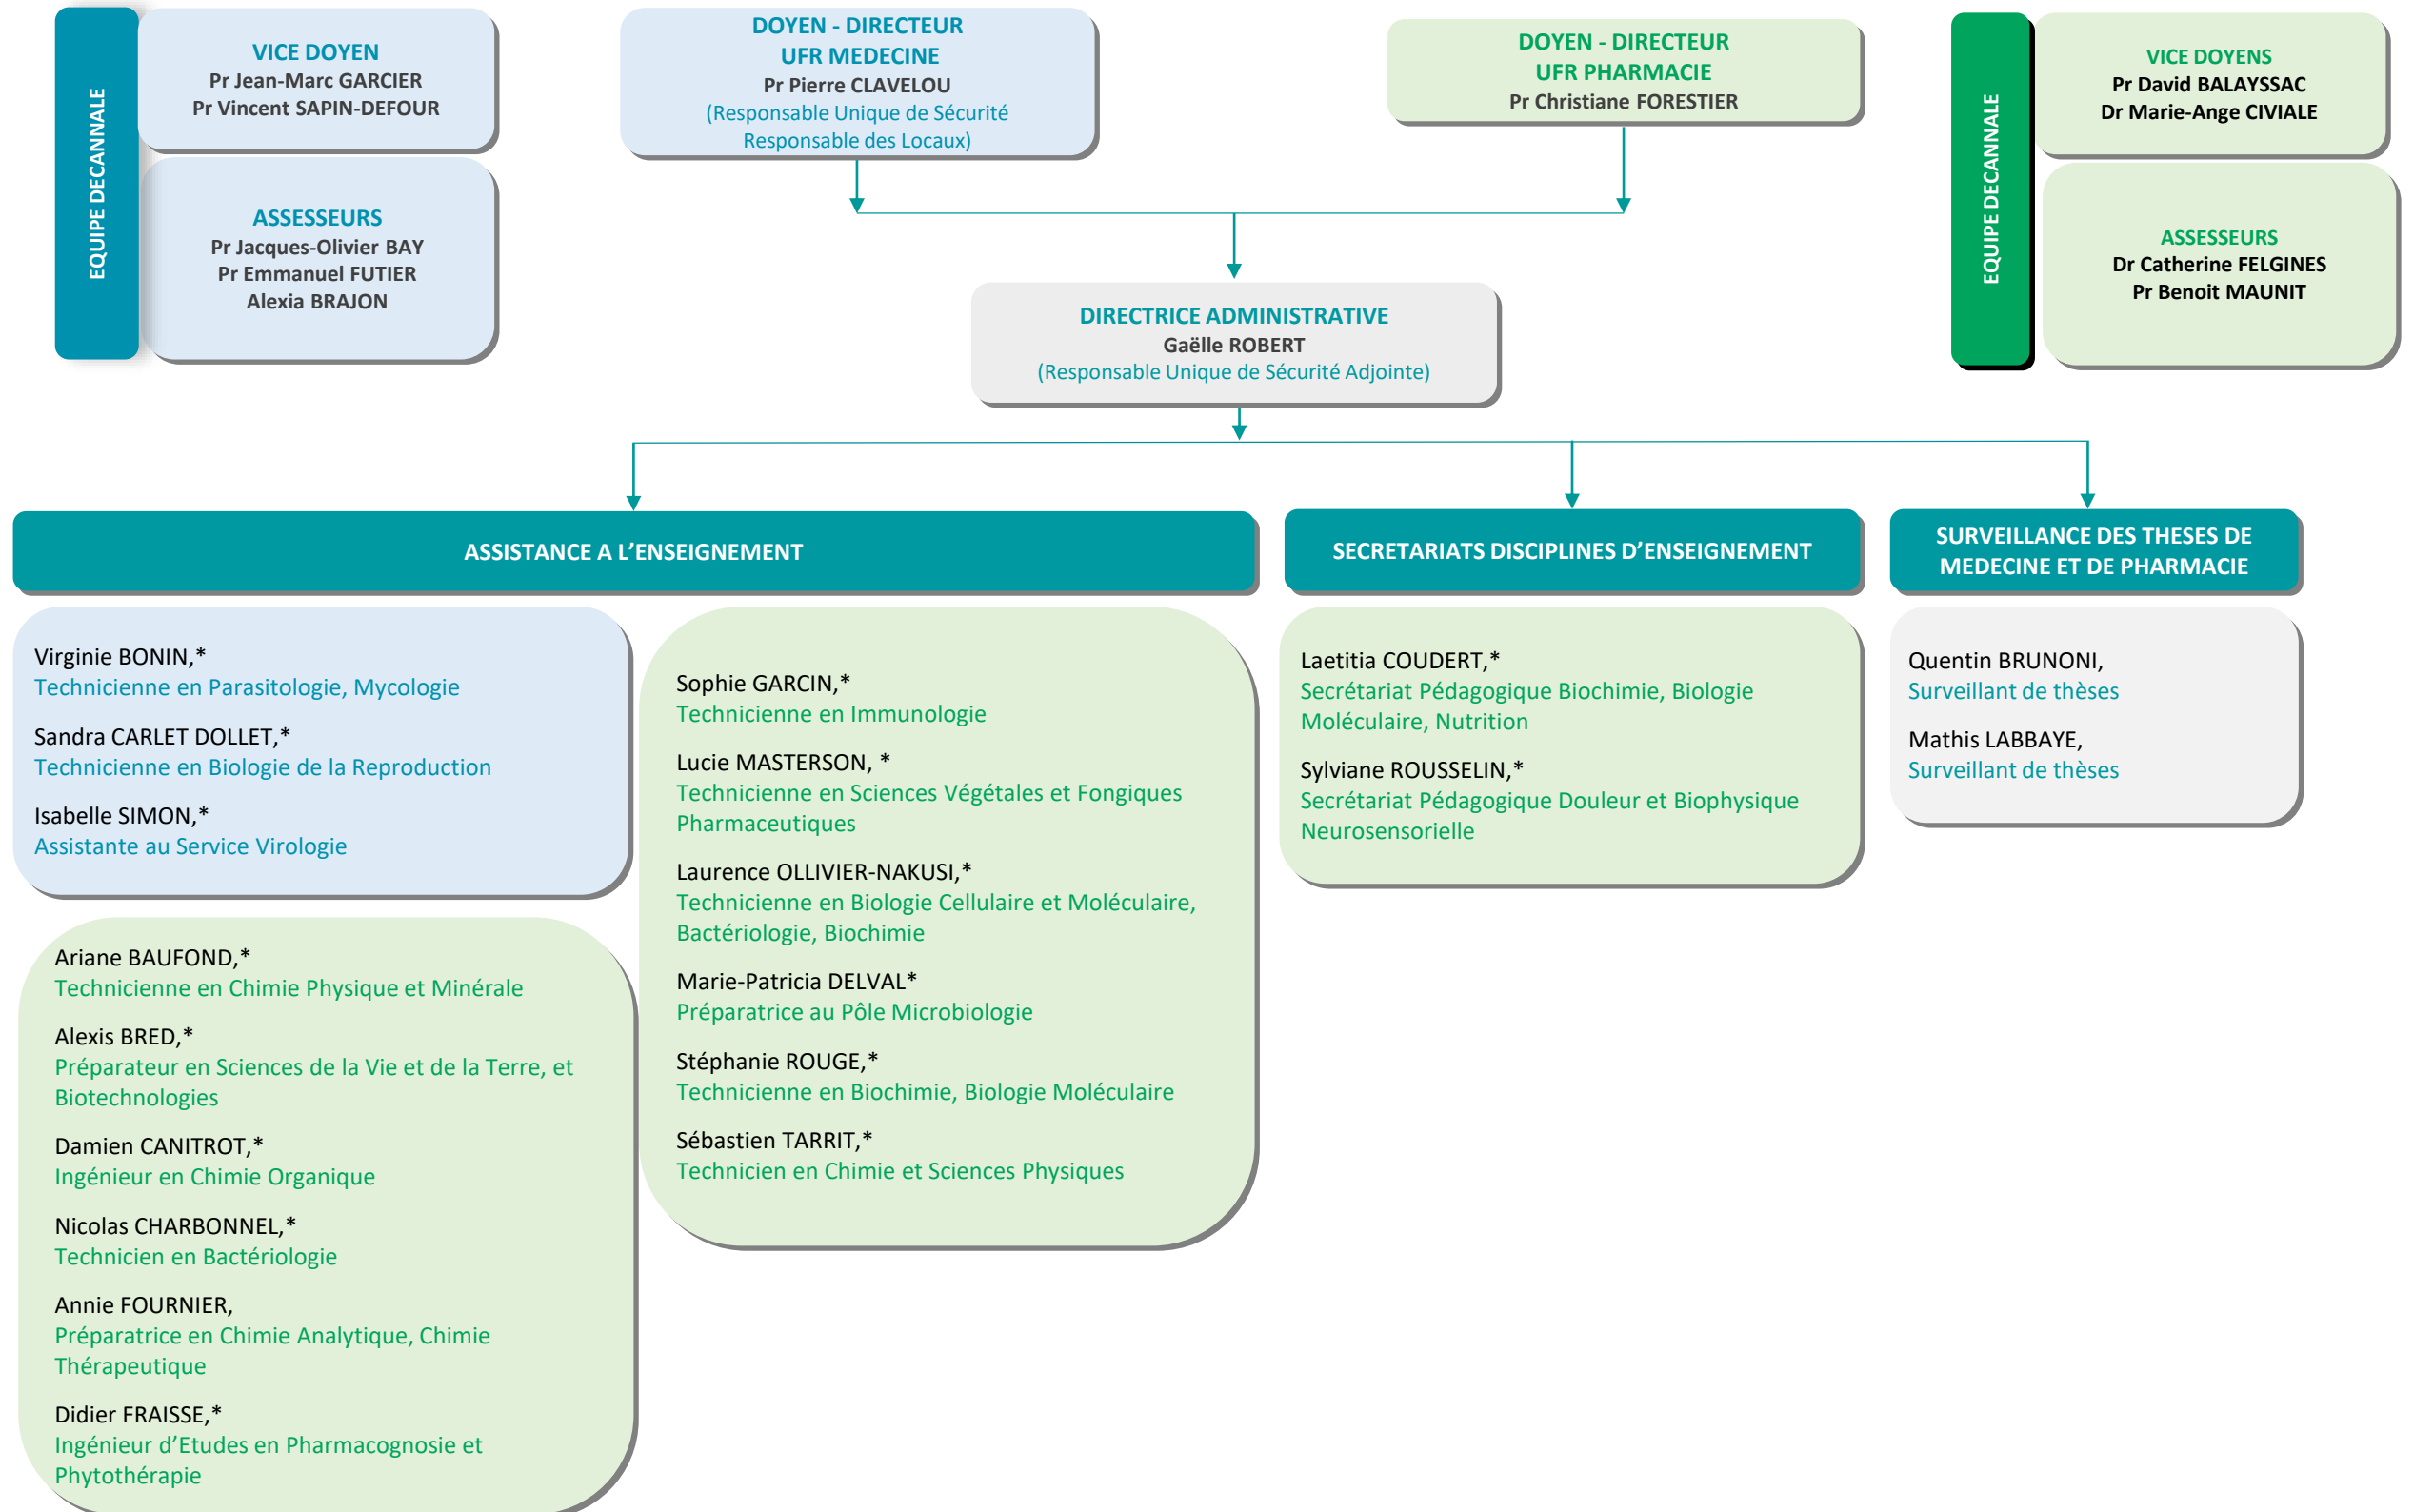 EQUIPE DECANNALE
VICE DOYEN
Pr Jean-Marc GARCIER
Pr Vincent SAPIN-DEFOUR
ASSESSEURS
Pr Jacques-Olivier BAY
Pr Emmanuel FUTIER
Alexia BRAJON
DOYEN - DIRECTEUR
UFR MEDECINE
Pr Pierre CLAVELOU
(Responsable Unique de Sécurité
Responsable des Locaux)
DOYEN - DIRECTEUR
UFR PHARMACIE
Pr Christiane FORESTIER
EQUIPE DECANNALE
VICE DOYENS
Pr David BALAYSSAC
Dr Marie-Ange CIVIALE
ASSESSEURS
Dr Catherine FELGINES
Pr Benoit MAUNIT
DIRECTRICE ADMINISTRATIVE
Gaëlle ROBERT
(Responsable Unique de Sécurité Adjointe)
ASSISTANCE A L’ENSEIGNEMENT
Virginie BONIN,*
Technicienne en Parasitologie, Mycologie
Sandra CARLET DOLLET,*
Technicienne en Biologie de la Reproduction
Isabelle SIMON,*
Assistante au Service Virologie
Ariane BAUFOND,*
Technicienne en Chimie Physique et Minérale
Alexis BRED,*
Préparateur en Sciences de la Vie et de la Terre, et
Biotechnologies
Damien CANITROT,*
Ingénieur en Chimie Organique
Nicolas CHARBONNEL,*
Technicien en Bactériologie
Annie FOURNIER,
Préparatrice en Chimie Analytique, Chimie
Thérapeutique
Didier FRAISSE,*
Ingénieur d’Etudes en Pharmacognosie et
Phytothérapie
Sophie GARCIN,*
Technicienne en Immunologie
Lucie MASTERSON, *
Technicienne en Sciences Végétales et Fongiques
Pharmaceutiques
Laurence OLLIVIER-NAKUSI,*
Technicienne en Biologie Cellulaire et Moléculaire,
Bactériologie, Biochimie
Marie-Patricia DELVAL*
Préparatrice au Pôle Microbiologie
Stéphanie ROUGE,*
Technicienne en Biochimie, Biologie Moléculaire
Sébastien TARRIT,*
Technicien en Chimie et Sciences Physiques
SECRETARIATS DISCIPLINES D’ENSEIGNEMENT
Laetitia COUDERT,*
Secrétariat Pédagogique Biochimie, Biologie
Moléculaire, Nutrition
Sylviane ROUSSELIN,*
Secrétariat Pédagogique Douleur et Biophysique
Neurosensorielle
SURVEILLANCE DES THESES DE
MEDECINE ET DE PHARMACIE
Quentin BRUNONI,
Surveillant de thèses
Mathis LABBAYE,
Surveillant de thèses